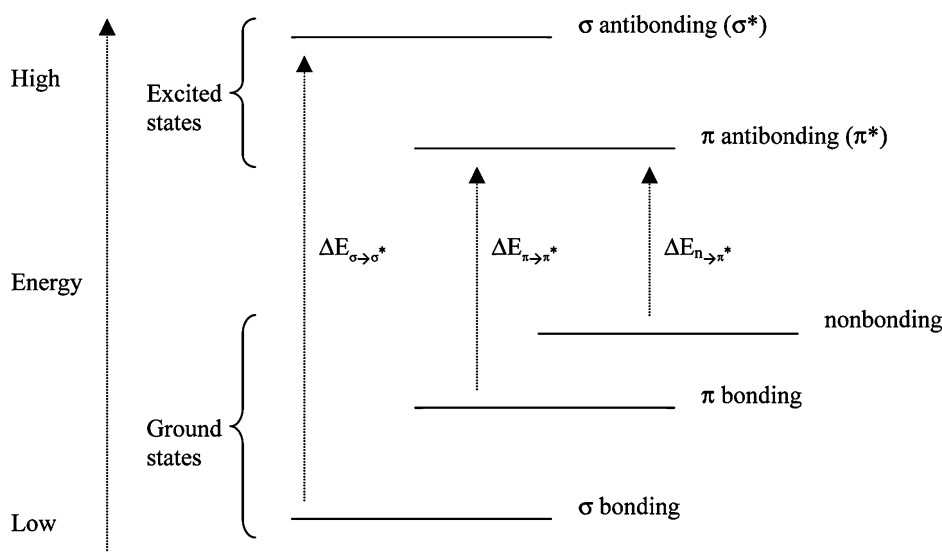 σ antibonding (σ*)
High
Excited
states
π antibonding (π*)
ΔEσ→σ*
ΔEπ→π*
ΔEn→π*
Energy
nonbonding
π bonding
Ground
states
σ bonding
Low